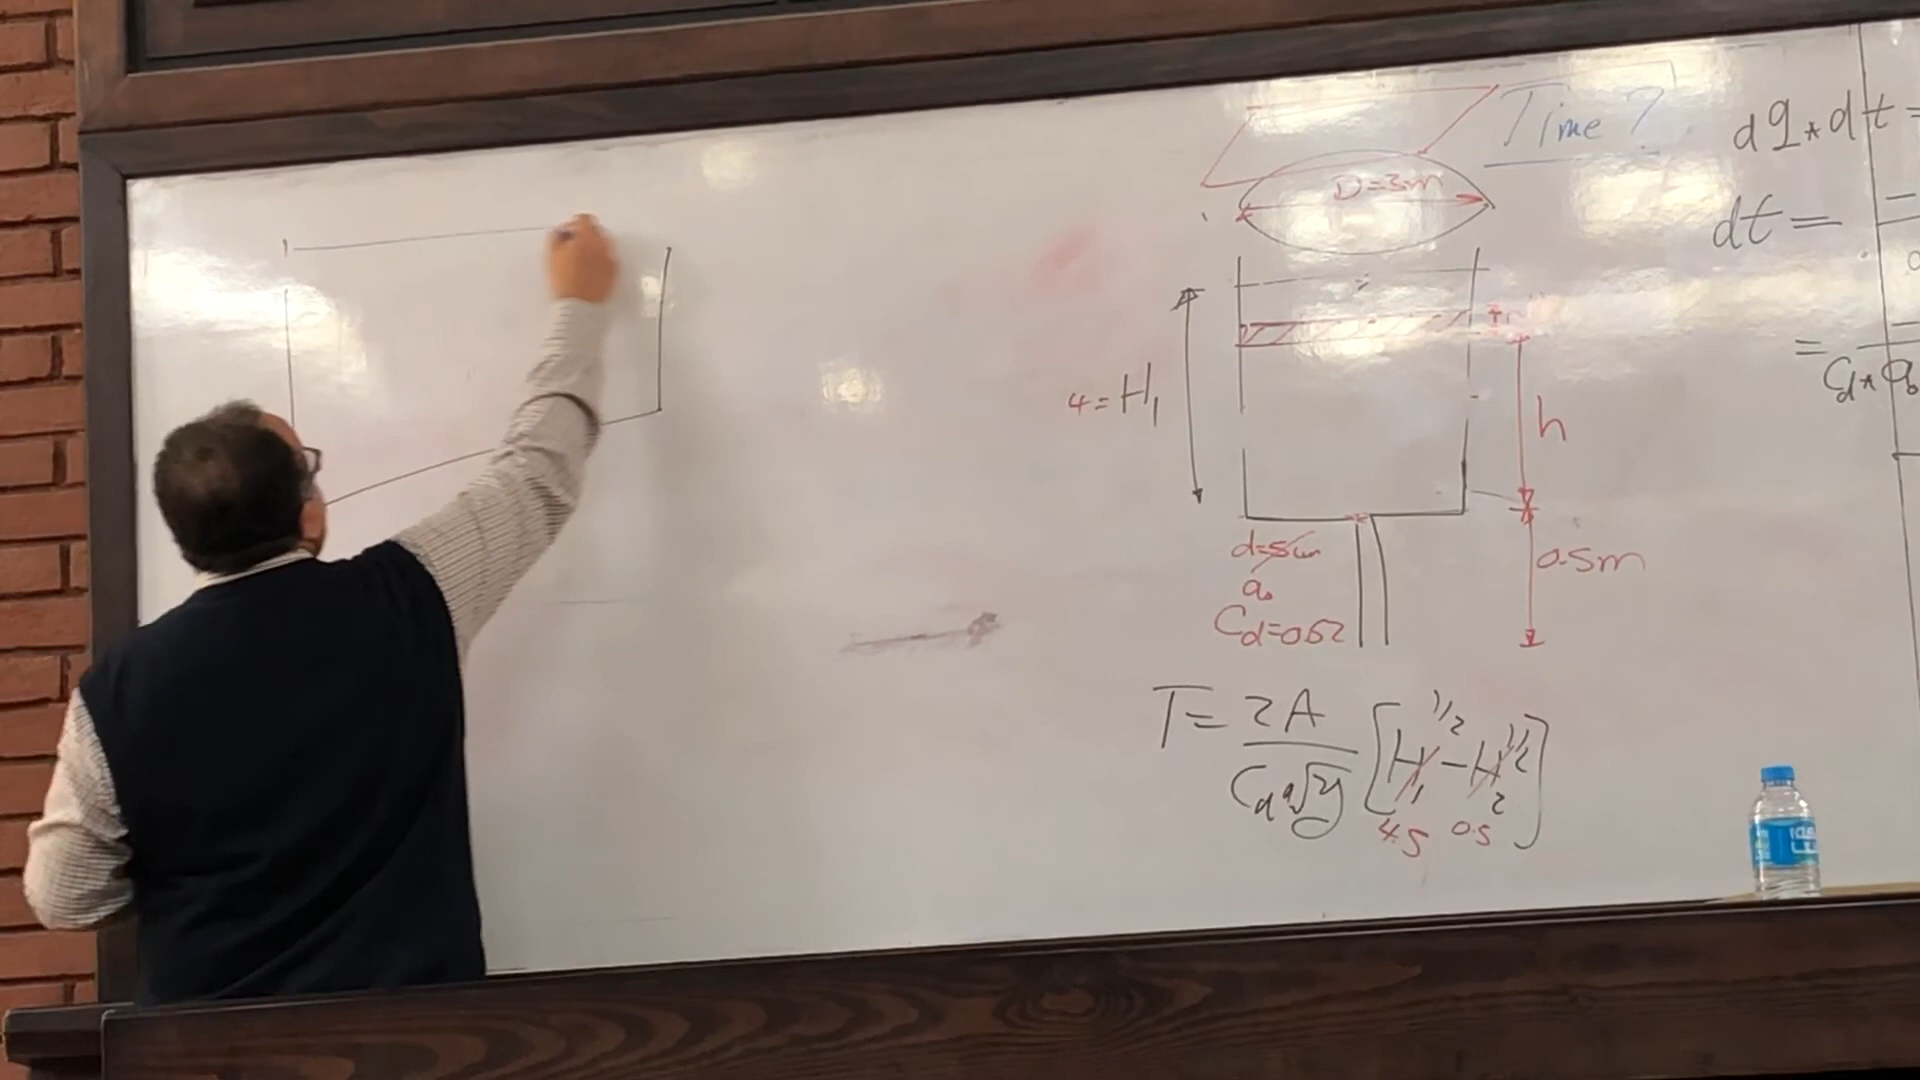 Time?
D=3m
4=H₁
h
d=5cm
a₀
Cd=0.62
0.5m
T= 2A / Cd a√2g [H₁^1/2 - H₂^1/2]
4.5 0.5
dq*dt=
dt=
=
Cd*a₀